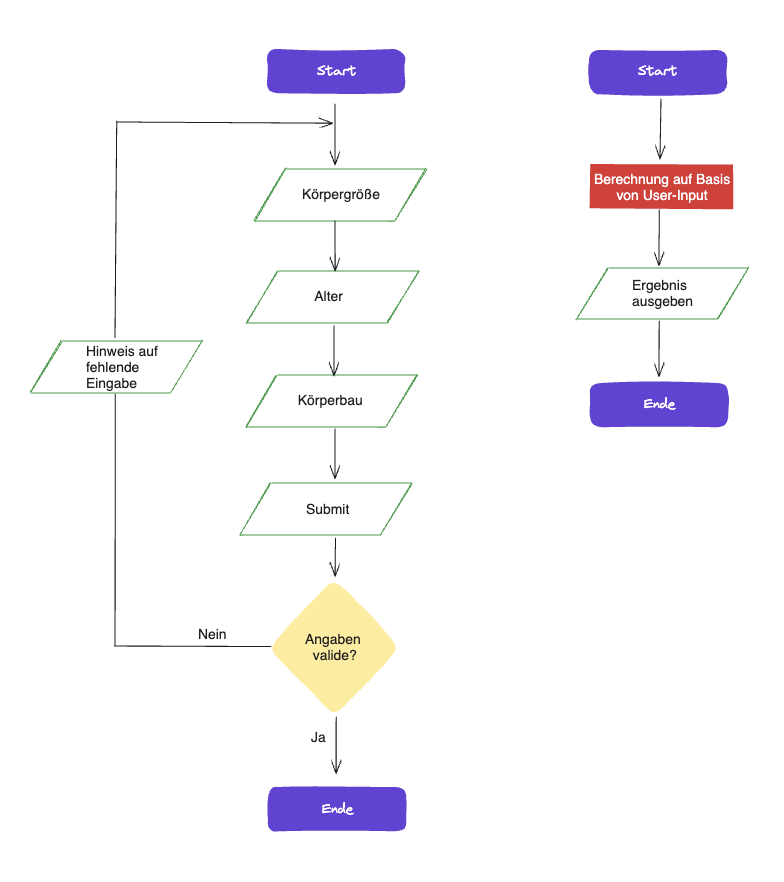 Start
Körpergröße
Alter
Körperbau
Submit
Angaben
valide?
Nein
Hinweis auf
fehlende
Eingabe
Ja
Ende
Start
Berechnung auf Basis
von User-Input
Ergebnis
ausgeben
Ende